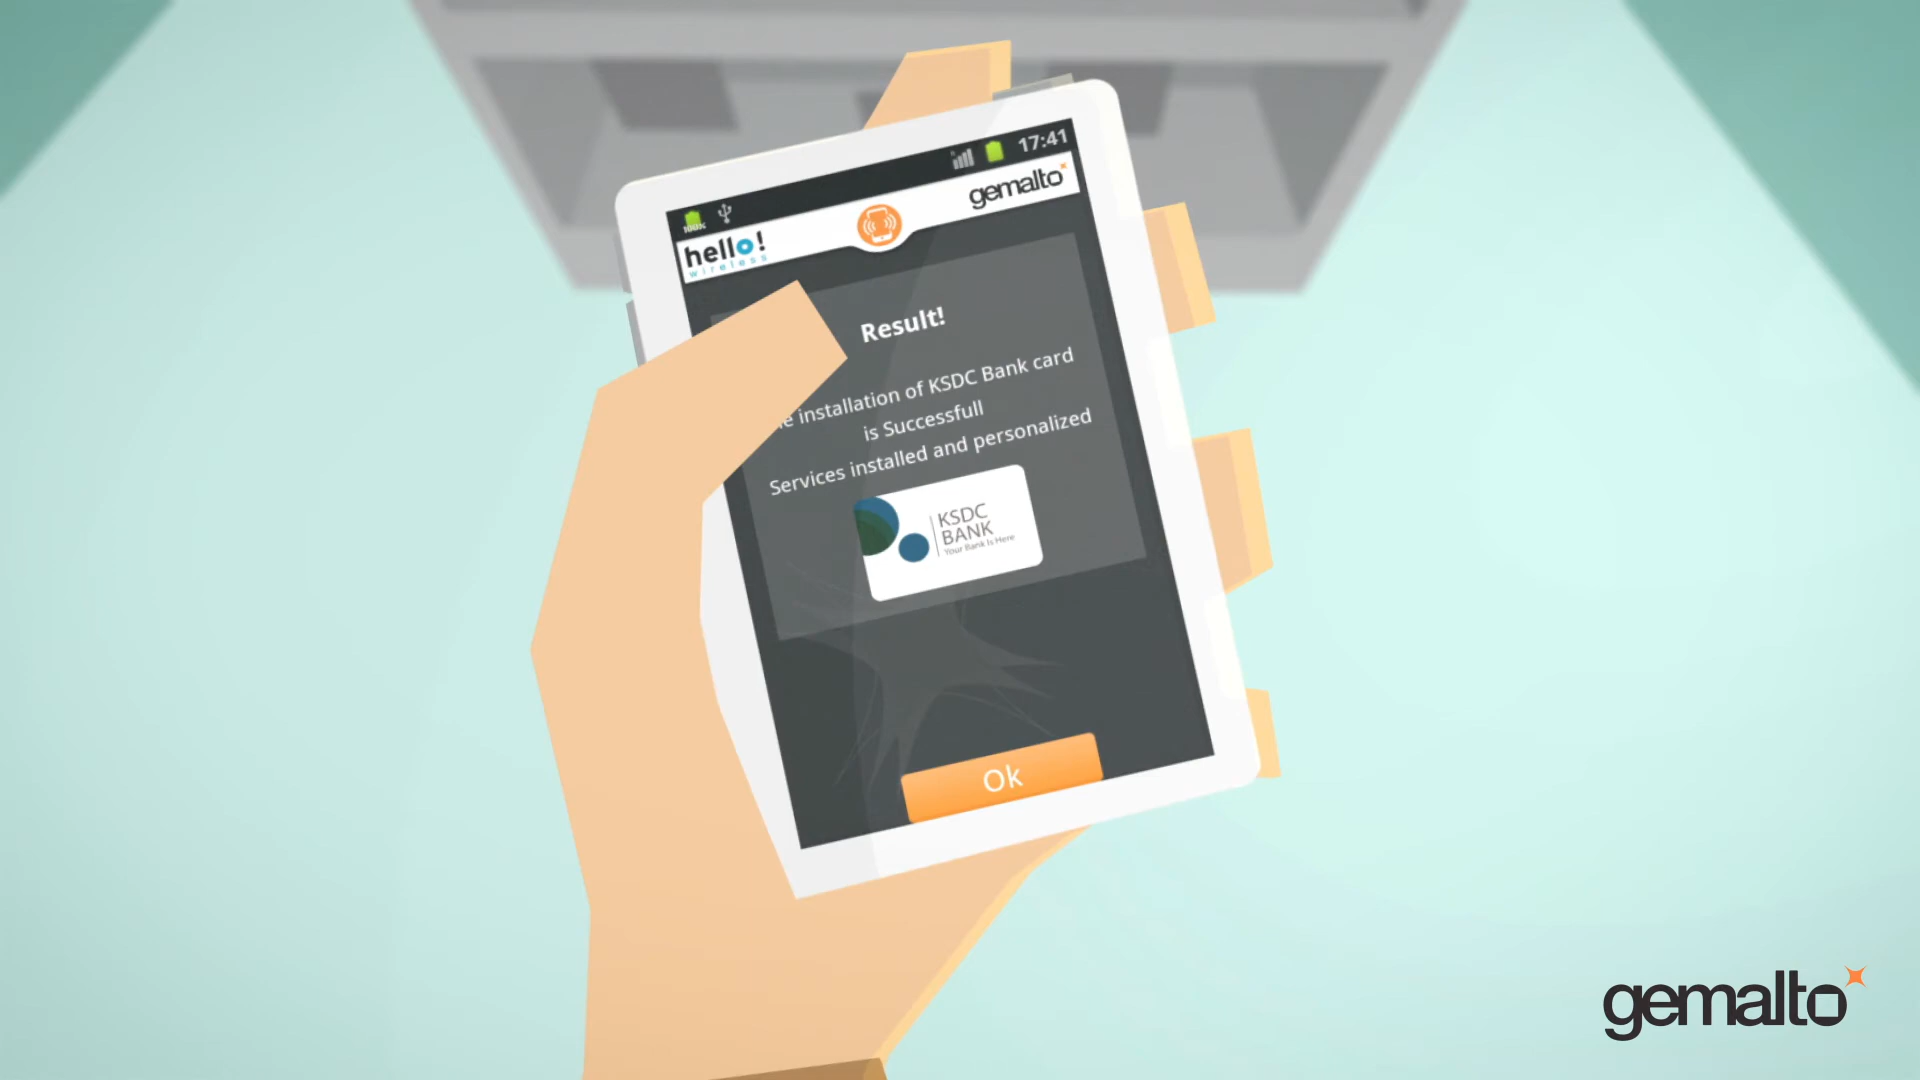 17:41
100%
hello!
wireless
gemalto
Result!
installation of KSDC Bank card
is Successfull
Services installed and personalized
KSDC
BANK
Your Bank Is Here
Ok
gemalto